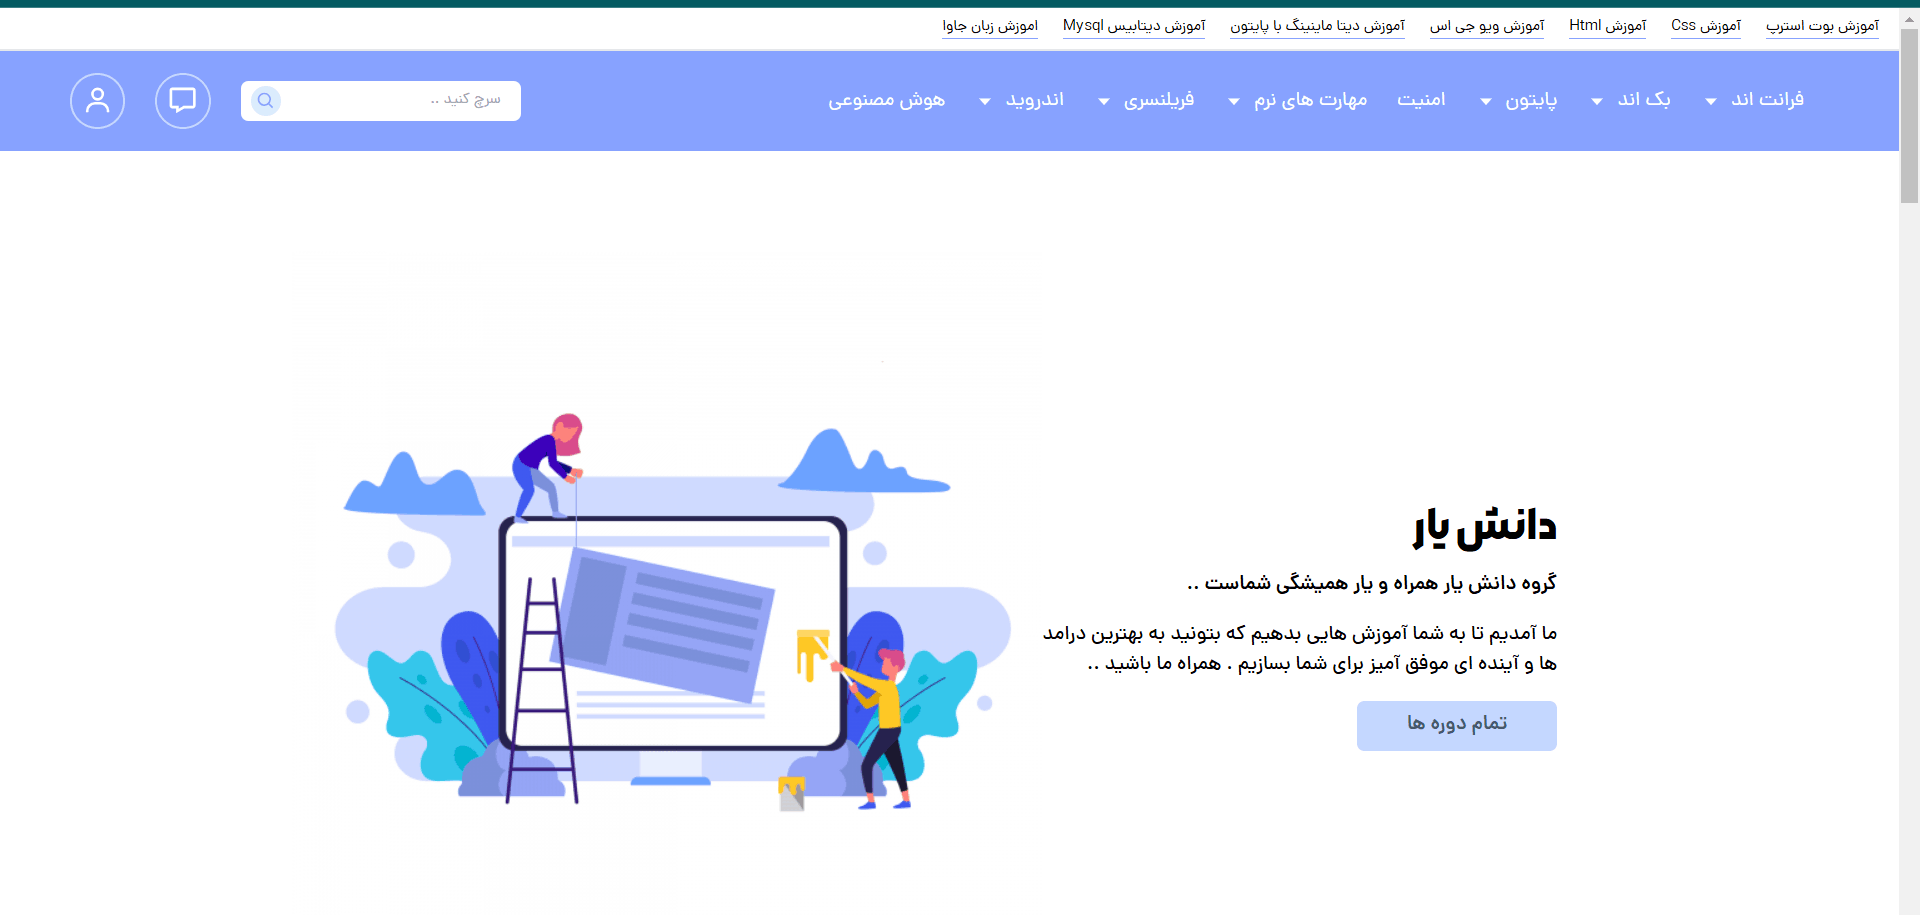 آموزش بوت استرپ آموزش Css آموزش Html آموزش ویو جی اس آموزش دیتا ماینینگ با پایتون آموزش دیتابیس Mysql اموزش زبان جاوا
فرانت اند بک اند پایتون امنیت مهارت های نرم فریلنسری اندروید هوش مصنوعی سرچ کنید ..
دانش یار
گروه دانش یار همراه و یار همیشگی شماست ..
ما آمدیم تا به شما آموزش هایی بدهیم که بتونید به بهترین درامد
ها و آینده ای موفق آمیز برای شما بسازیم . همراه ما باشید ..
تمام دوره ها